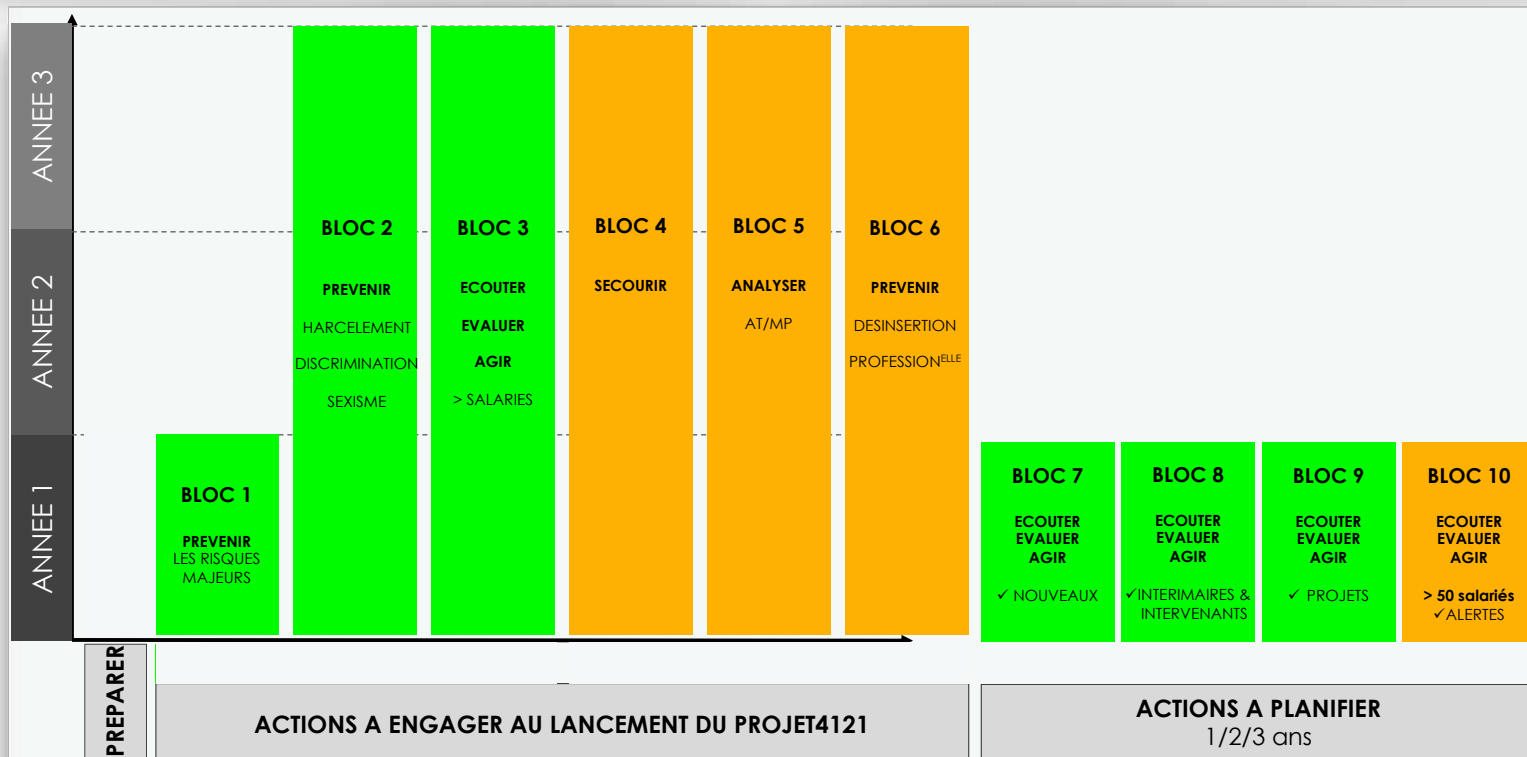 ANNEE 3
ANNEE 2
ANNEE 1
BLOC 1
PREVENIR
LES RISQUES
MAJEURS
BLOC 2
PREVENIR
HARCELEMENT
DISCRIMINATION
SEXISME
BLOC 3
ECOUTER
EVALUER
AGIR
> SALARIES
BLOC 4
SECOURIR
BLOC 5
ANALYSER
AT/MP
BLOC 6
PREVENIR
DESINSERTION
PROFESSIONELLE
BLOC 7
ECOUTER
EVALUER
AGIR
✓ NOUVEAUX
BLOC 8
ECOUTER
EVALUER
AGIR
✓INTERIMAIRES &
INTERVENANTS
BLOC 9
ECOUTER
EVALUER
AGIR
✓ PROJETS
BLOC 10
ECOUTER
EVALUER
AGIR
> 50 salariés
✓ALERTES
PREPARER
ACTIONS A ENGAGER AU LANCEMENT DU PROJET4121
ACTIONS A PLANIFIER
1/2/3 ans